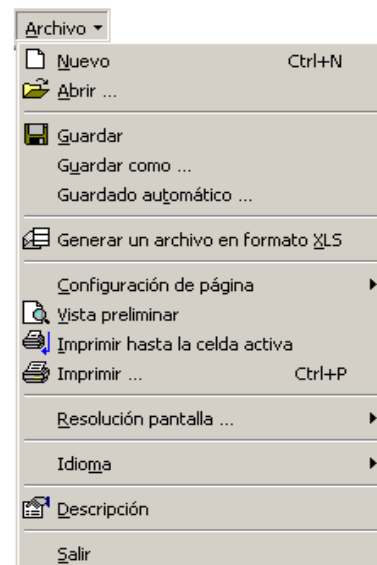 Archivo
Nuevo Ctrl+N
Abrir ...
Guardar
Guardar como ...
Guardado automático ...
Generar un archivo en formato XLS
Configuración de página
Vista preliminar
Imprimir hasta la celda activa
Imprimir ... Ctrl+P
Resolución pantalla ...
Idioma
Descripción
Salir